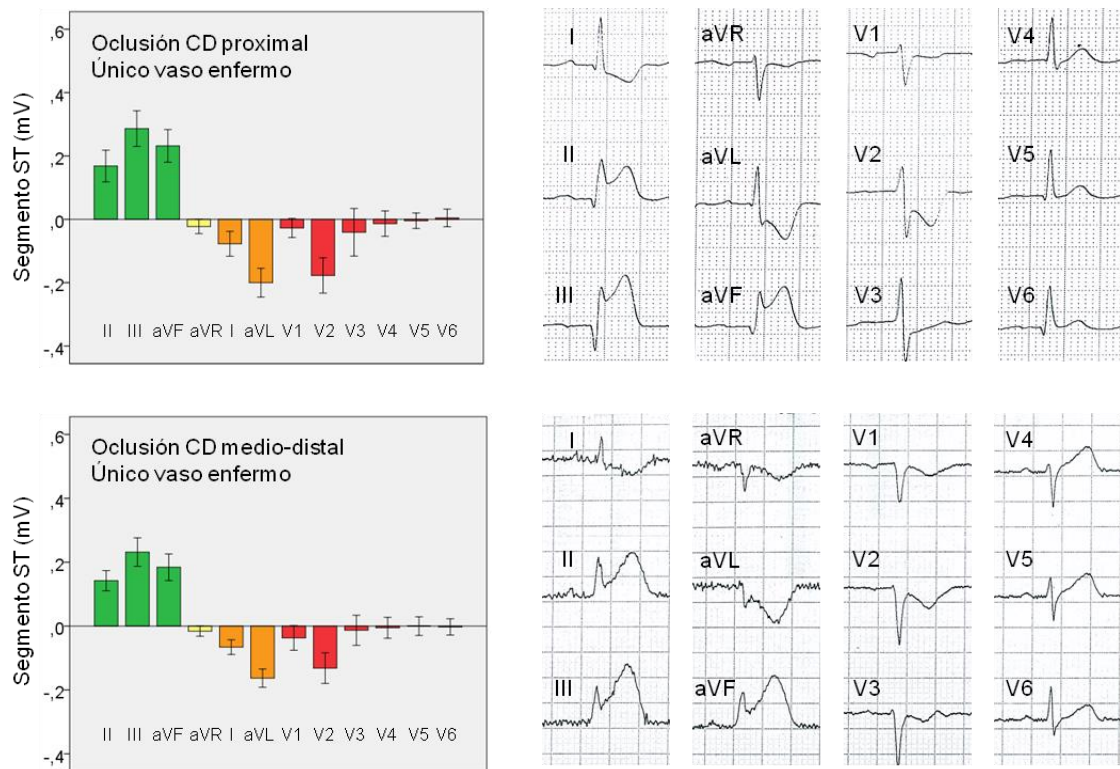 Oclusión CD proximal
Único vaso enfermo
Segmento ST (mV)
,6
,4
,2
,0
-,2
-,4
II III aVF aVR I aVL V1 V2 V3 V4 V5 V6
I aVR V1 V4
II aVL V2 V5
III aVF V3 V6
Oclusión CD medio-distal
Único vaso enfermo
Segmento ST (mV)
,6
,4
,2
,0
-,2
-,4
II III aVF aVR I aVL V1 V2 V3 V4 V5 V6
I aVR V1 V4
II aVL V2 V5
III aVF V3 V6